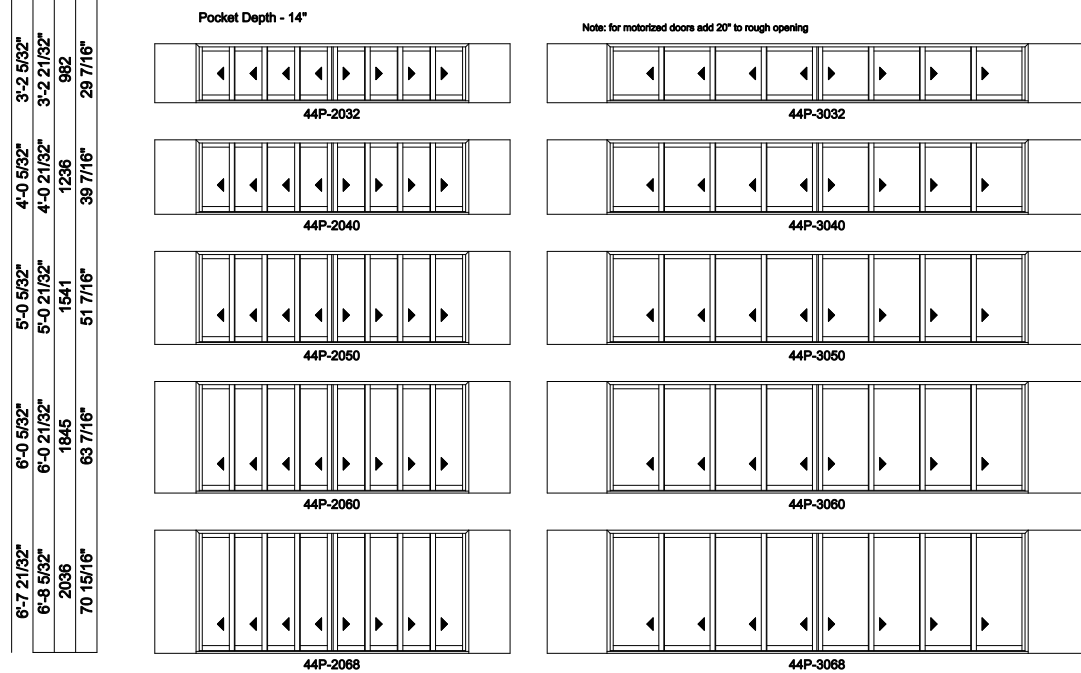 Pocket Depth - 14"
Note: for motorized doors add 20" to rough opening
3'-2 5/32"
3'-2 21/32"
982
29 7/16"
44P-2032
44P-3032
4'-0 5/32"
4'-0 21/32"
1236
39 7/16"
44P-2040
44P-3040
5'-0 5/32"
5'-0 21/32"
1541
51 7/16"
44P-2050
44P-3050
6'-0 5/32"
6'-0 21/32"
1845
63 7/16"
44P-2060
44P-3060
6'-7 21/32"
6'-8 5/32"
2036
70 15/16"
44P-2068
44P-3068